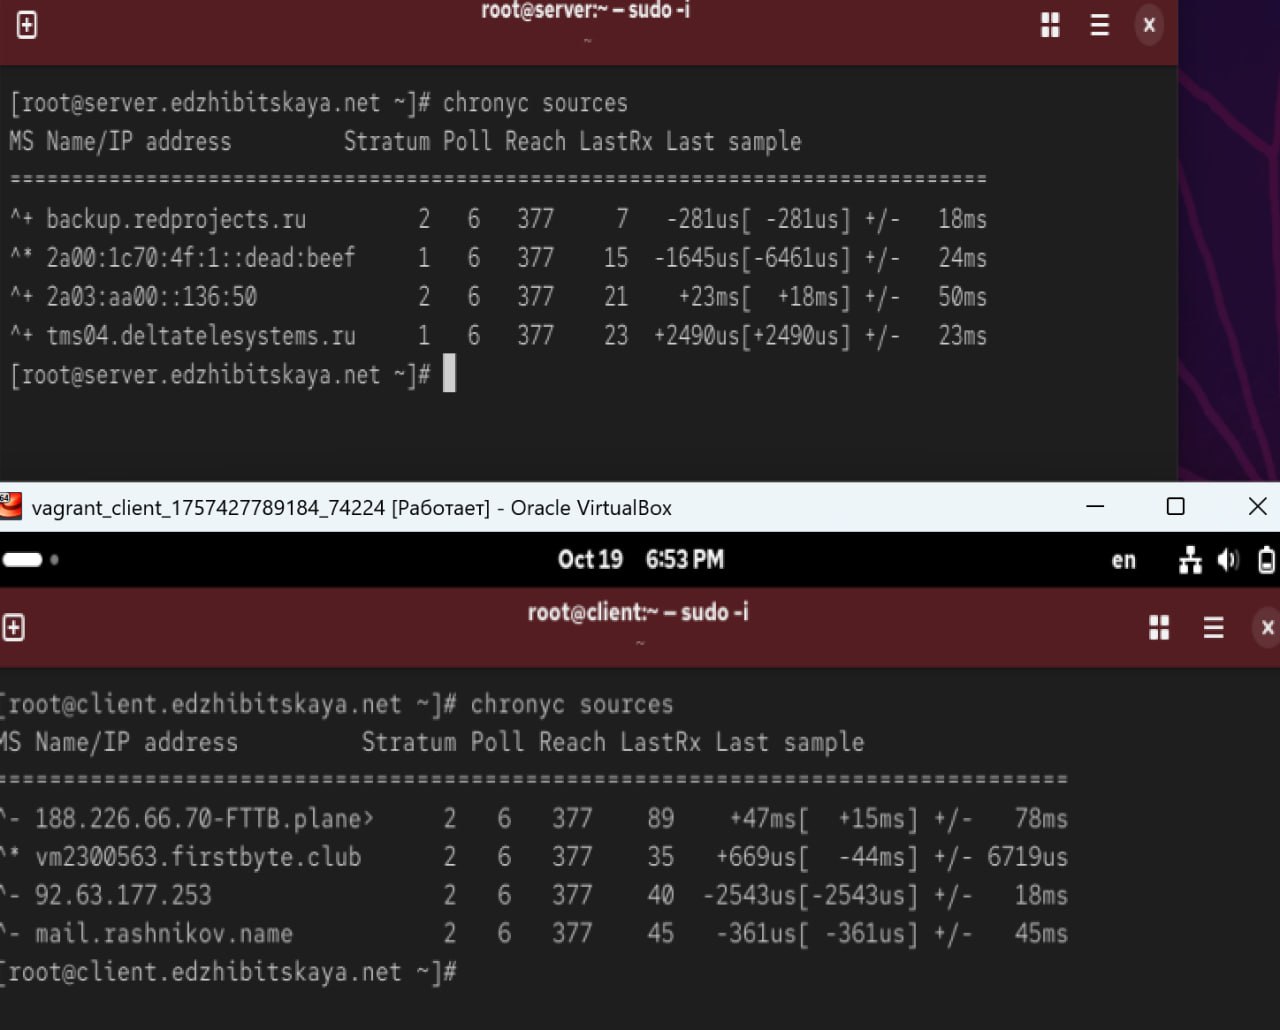 root@server:~ — sudo -i
~
[root@server.edzhibitskaya.net ~]# chronyc sources
MS Name/IP address         Stratum Poll Reach LastRx Last sample
===============================================================================
^+ backup.redprojects.ru         2   6   377     7   -281us[ -281us] +/-   18ms
^* 2a00:1c70:4f:1::dead:beef     1   6   377    15  -1645us[-6461us] +/-   24ms
^+ 2a03:aa00::136:50             2   6   377    21    +23ms[  +18ms] +/-   50ms
^+ tms04.deltatelesystems.ru     1   6   377    23  +2490us[+2490us] +/-   23ms
[root@server.edzhibitskaya.net ~]#
64 vagrant_client_1757427789184_74224 [Работает] - Oracle VirtualBox
Oct 19 6:53 PM en
root@client:~ — sudo -i
~
[root@client.edzhibitskaya.net ~]# chronyc sources
MS Name/IP address         Stratum Poll Reach LastRx Last sample
===============================================================================
^- 188.226.66.70-FTTB.plane>     2   6   377    89    +47ms[  +15ms] +/-   78ms
^* vm2300563.firstbyte.club      2   6   377    35   +669us[  -44ms] +/- 6719us
^- 92.63.177.253                 2   6   377    40  -2543us[-2543us] +/-   18ms
^- mail.rashnikov.name           2   6   377    45   -361us[ -361us] +/-   45ms
[root@client.edzhibitskaya.net ~]#